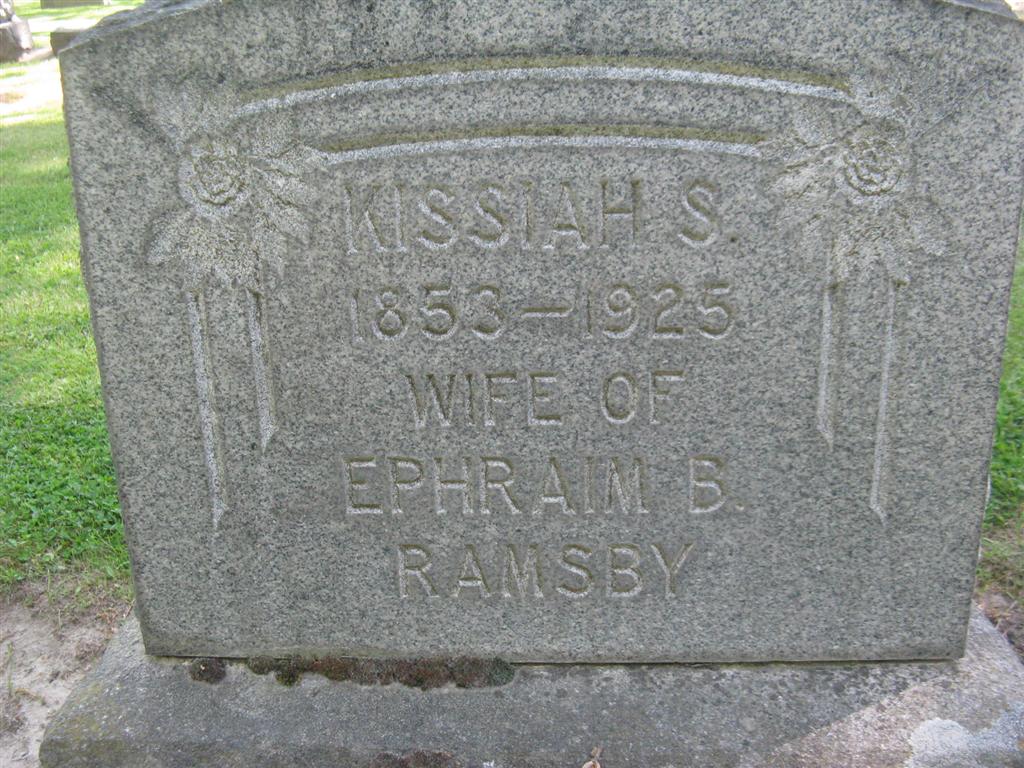 KISSIAH S.
1853—1925
WIFE OF
EPHRAIM B.
RAMSBY